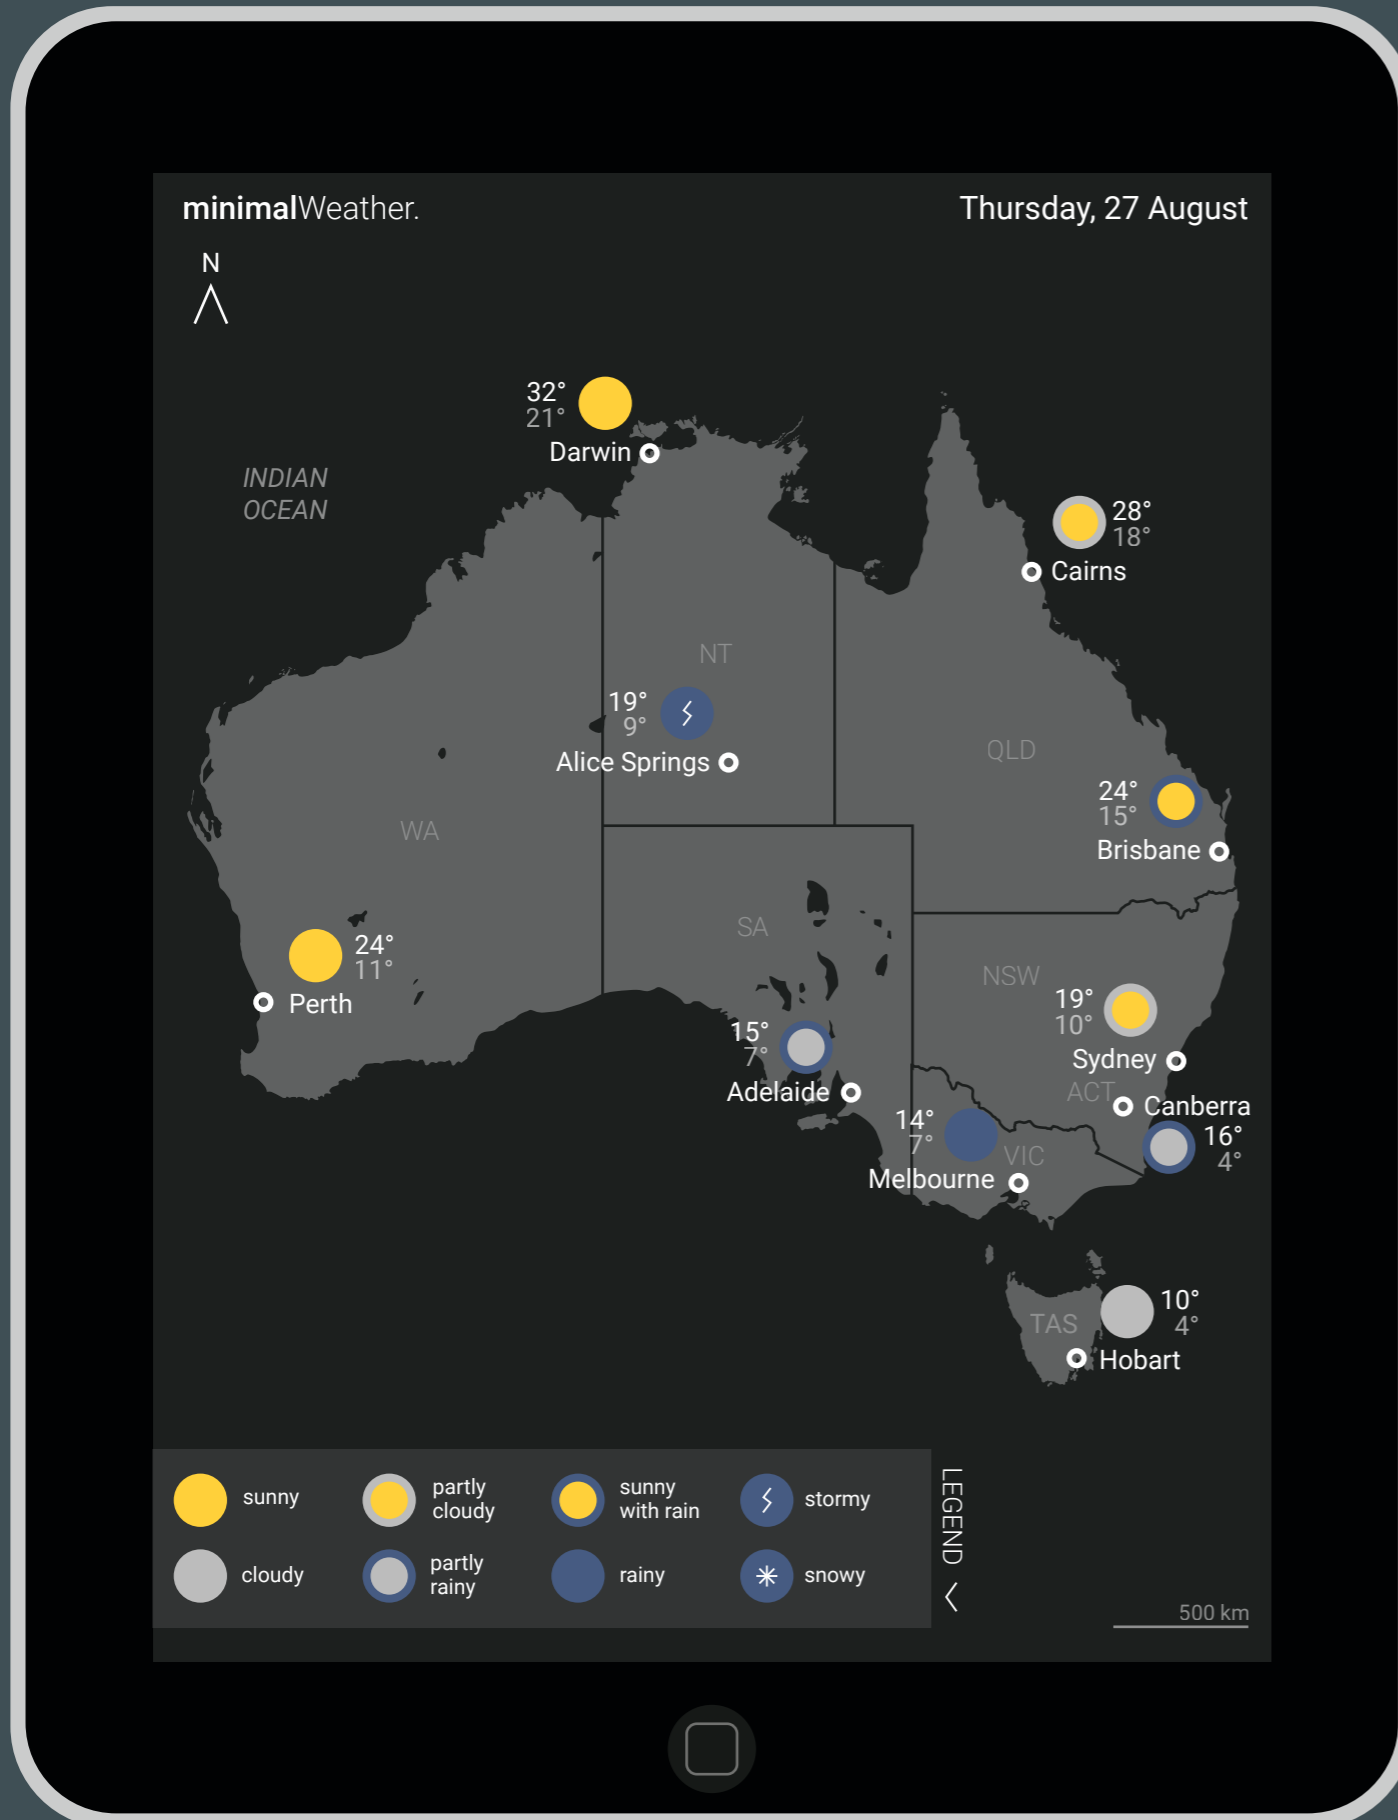 minimalWeather.
Thursday, 27 August
N
32°
21°
Darwin
INDIAN
OCEAN
28°
18°
Cairns
NT
19°
9°
Alice Springs
QLD
24°
15°
Brisbane
WA
SA
24°
11°
Perth
NSW
19°
10°
Sydney
15°
7°
Adelaide
ACT
Canberra
16°
4°
14°
7°
VIC
Melbourne
10°
4°
TAS
Hobart
sunny
partly
cloudy
sunny
with rain
stormy
cloudy
partly
rainy
rainy
snowy
LEGEND
500 km